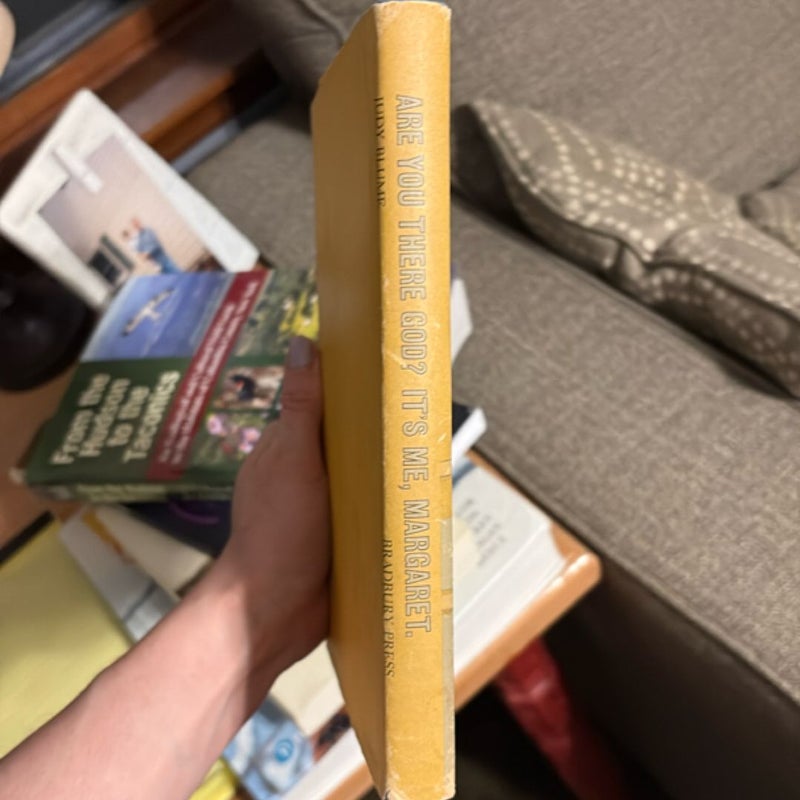 JUDY BLUME
ARE YOU THERE GOD? IT'S ME, MARGARET.
BRADBURY PRESS
From the
Hudson
to the
Taconics